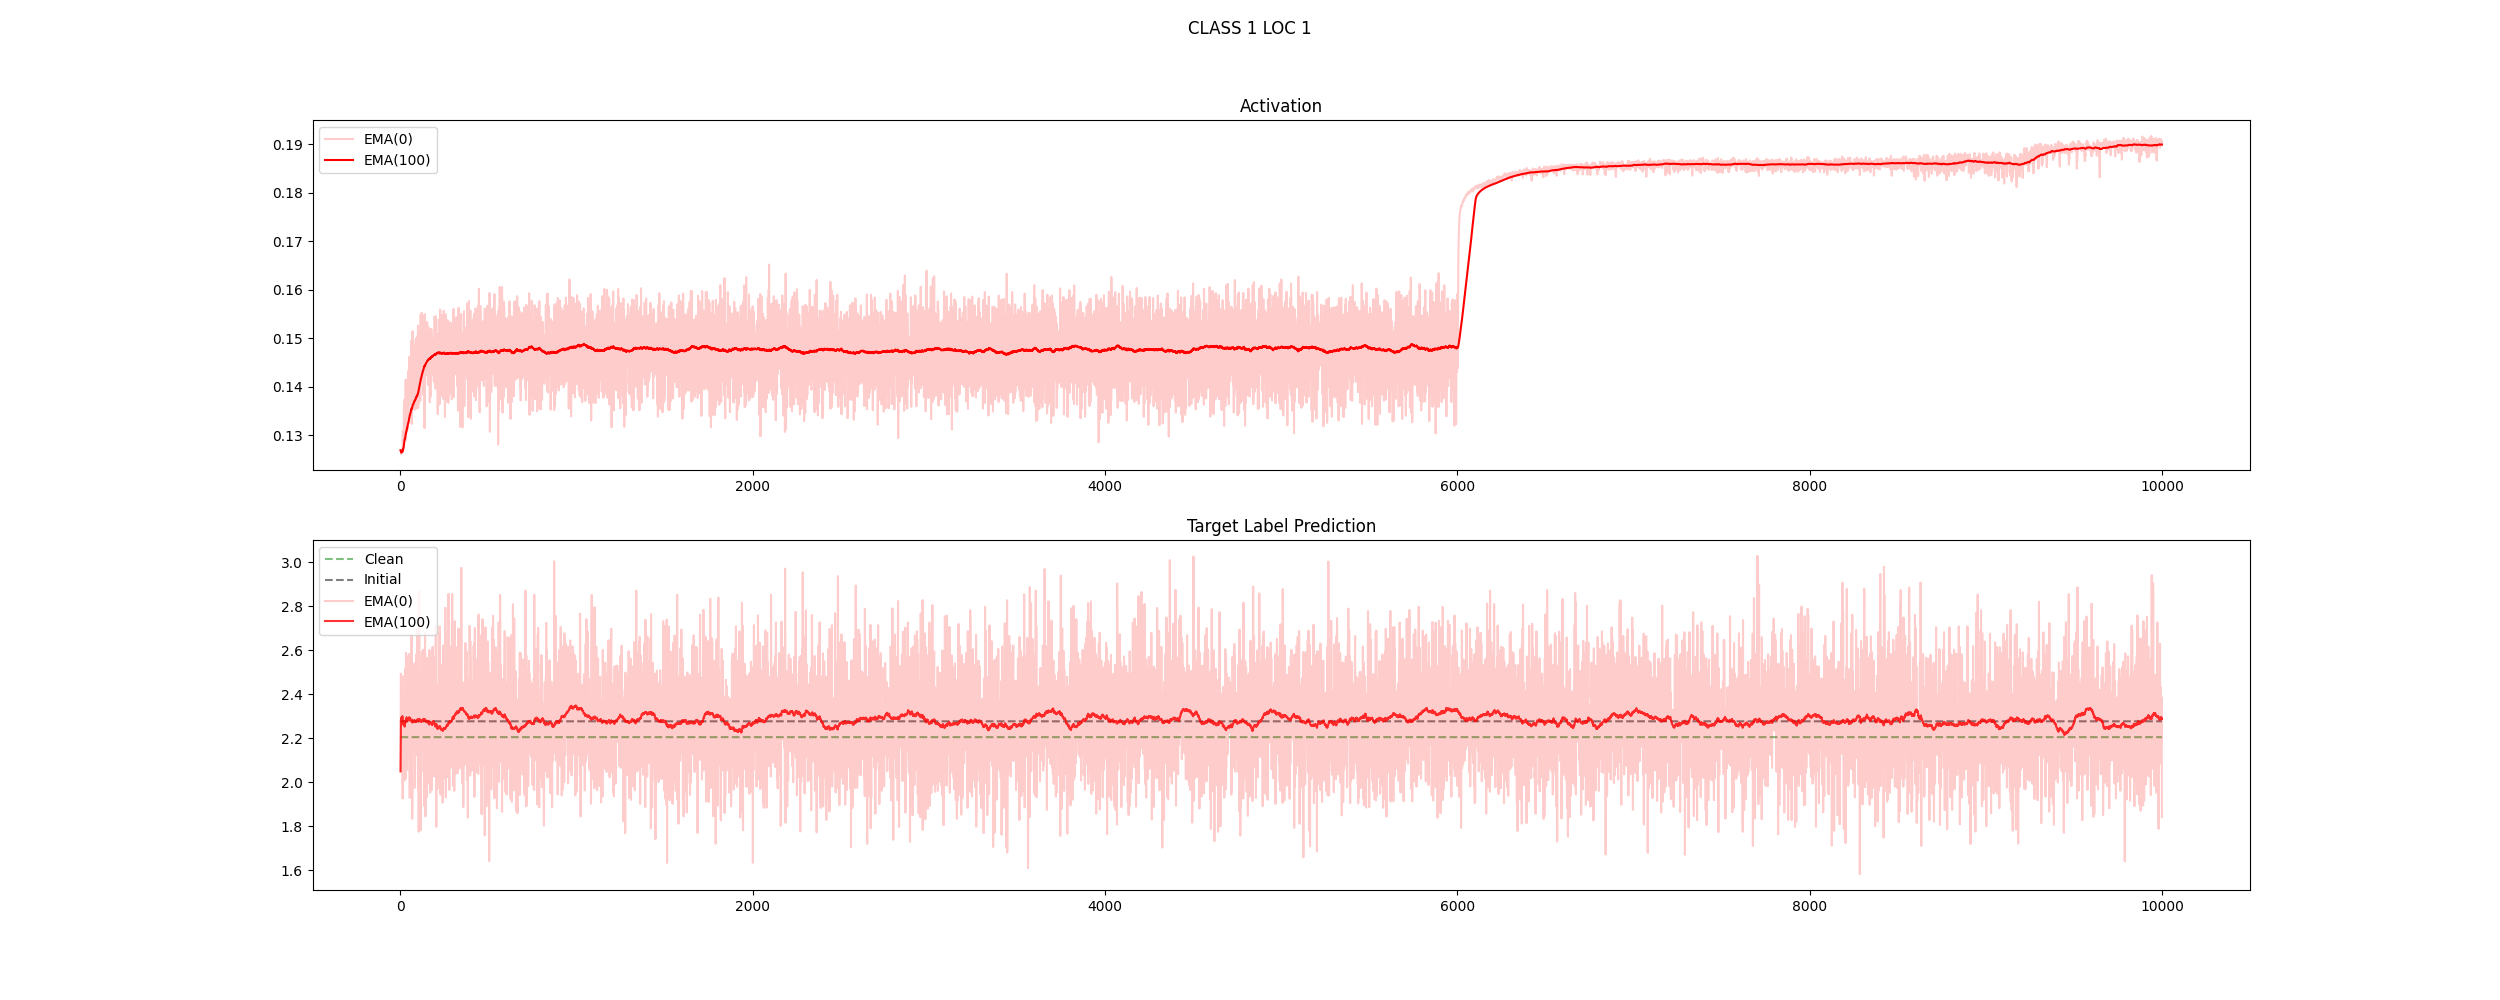 CLASS 1 LOC 1
Activation
EMA(0)
EMA(100)
0.19
0.18
0.17
0.16
0.15
0.14
0.13
0 2000 4000 6000 8000 10000
Target Label Prediction
Clean
Initial
EMA(0)
EMA(100)
3.0
2.8
2.6
2.4
2.2
2.0
1.8
1.6
0 2000 4000 6000 8000 10000